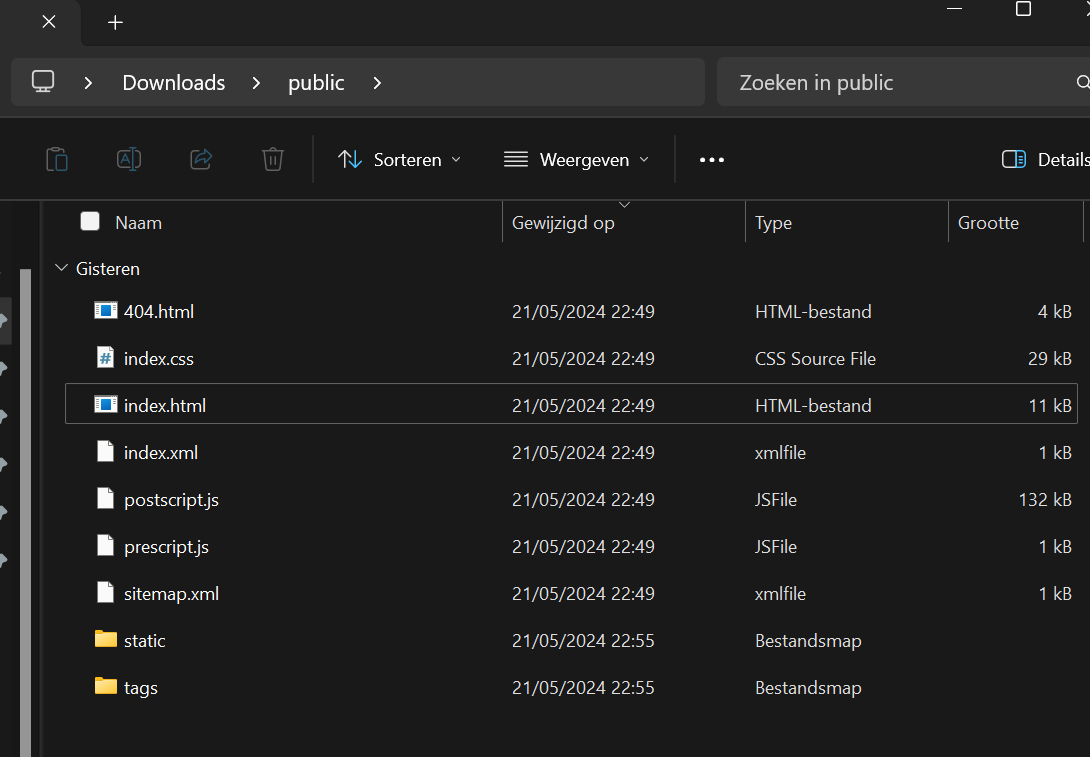 Downloads public Zoeken in public
Sorteren Weergeven Details
Naam Gewijzigd op Type Grootte
Gisteren
404.html 21/05/2024 22:49 HTML-bestand 4 kB
index.css 21/05/2024 22:49 CSS Source File 29 kB
index.html 21/05/2024 22:49 HTML-bestand 11 kB
index.xml 21/05/2024 22:49 xmlfile 1 kB
postscript.js 21/05/2024 22:49 JSFile 132 kB
prescript.js 21/05/2024 22:49 JSFile 1 kB
sitemap.xml 21/05/2024 22:49 xmlfile 1 kB
static 21/05/2024 22:55 Bestandsmap
tags 21/05/2024 22:55 Bestandsmap